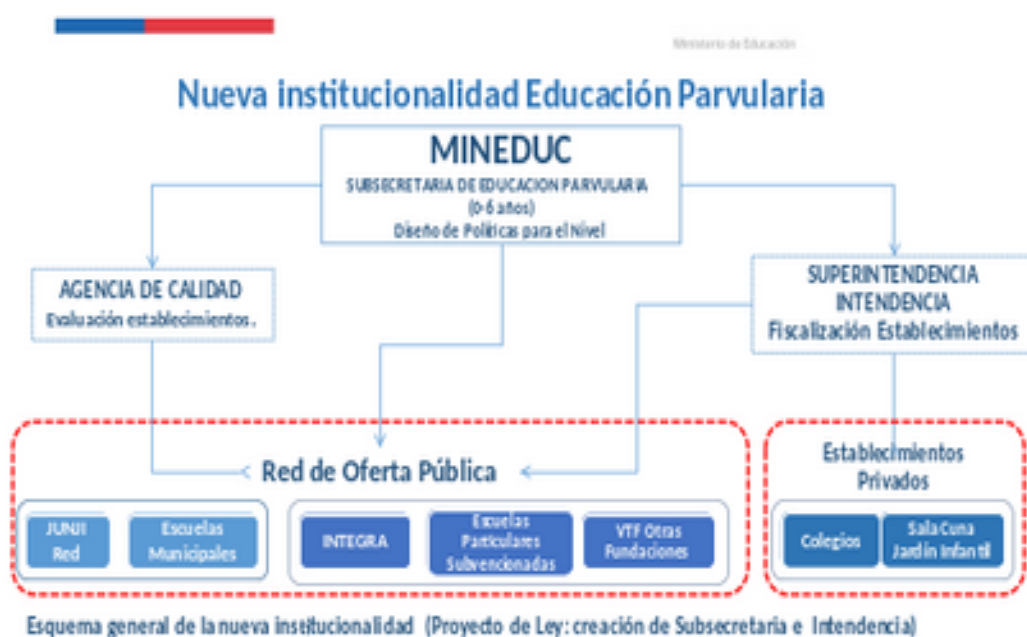 Ministerio de Educación
Nueva institucionalidad Educación Parvularia
MINEDUC
SUBSECRETARIA DE EDUCACION PARVULARIA
(0-6 años)
Diseño de Políticas para el Nivel
AGENCIA DE CALIDAD
Evaluación establecimientos.
SUPERINTENDENCIA
INTENDENCIA
Fiscalización Establecimientos
Red de Oferta Pública
JUNJI
Red
Escuelas
Municipales
INTEGRA
Escuelas
Particulares
Subvencionadas
VTF Otras
Fundaciones
Establecimientos
Privados
Colegios
Sala Cuna
Jardín Infantil
Esquema general de la nueva institucionalidad (Proyecto de Ley: creación de Subsecretaria e Intendencia)